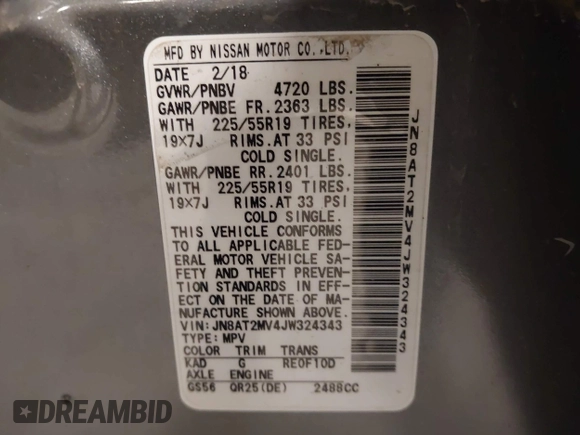 MFD BY NISSAN MOTOR CO.,LTD.
DATE 2/18
GVWR/PNBV 4720 LBS.
GAWR/PNBE FR.2363 LBS.
WITH 225/55R19 TIRES,
19X7J RIMS.AT 33 PSI
COLD SINGLE.
GAWR/PNBE RR.2401 LBS.
WITH 225/55R19 TIRES,
19X7J RIMS.AT 33 PSI
COLD SINGLE.
THIS VEHICLE CONFORMS
TO ALL APPLICABLE FED-
ERAL MOTOR VEHICLE SA-
FETY AND THEFT PREVEN-
TION STANDARDS IN EFF-
ECT ON THE DATE OF MA-
NUFACTURE SHOWN ABOVE.
VIN:JN8AT2MV4JW324343
TYPE:MPV
COLOR TRIM TRANS
KAD G RE0F10D
AXLE ENGINE
GS56 QR25(DE) 2488CC
JN8AT2MV4JW324343
DREAMBID